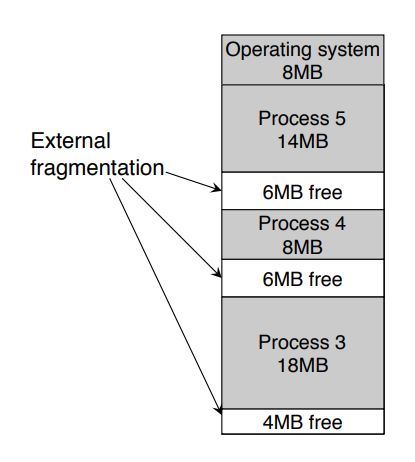 Operating system
8MB
Process 5
14MB
External
fragmentation
6MB free
Process 4
8MB
6MB free
Process 3
18MB
4MB free